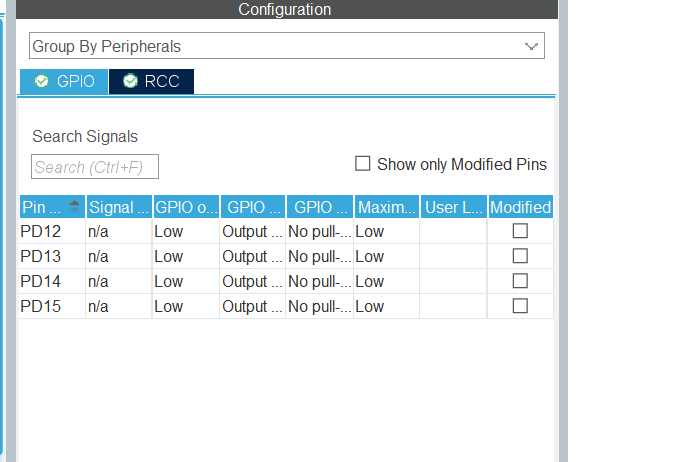 Configuration
Group By Peripherals
GPIO RCC
Search Signals
Search (Ctrl+F) Show only Modified Pins
Pin ... Signal ... GPIO o... GPIO ... GPIO ... Maxim... User L... Modified
PD12 n/a Low Output ... No pull-... Low
PD13 n/a Low Output ... No pull-... Low
PD14 n/a Low Output ... No pull-... Low
PD15 n/a Low Output ... No pull-... Low